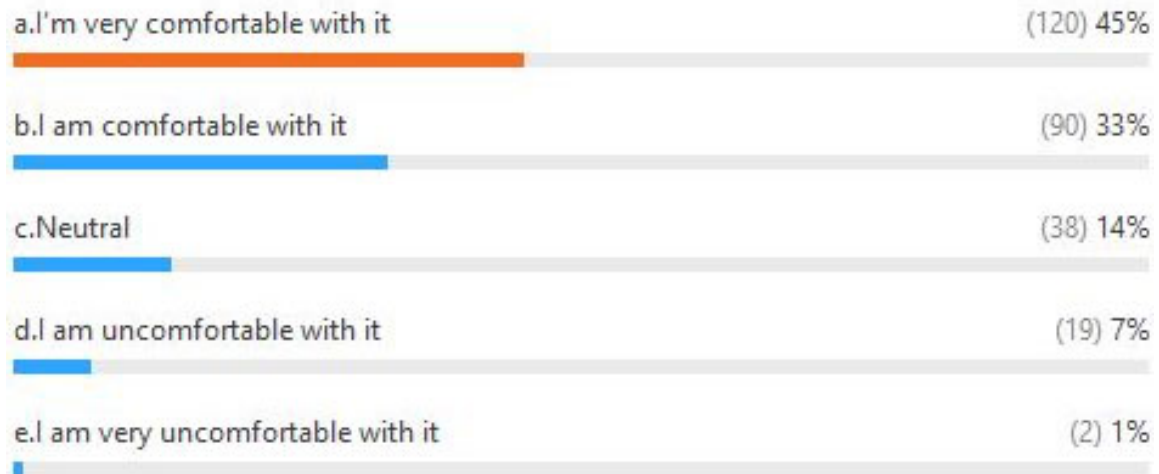 a.I'm very comfortable with it (120) 45%
b.I am comfortable with it (90) 33%
c.Neutral (38) 14%
d.I am uncomfortable with it (19) 7%
e.I am very uncomfortable with it (2) 1%